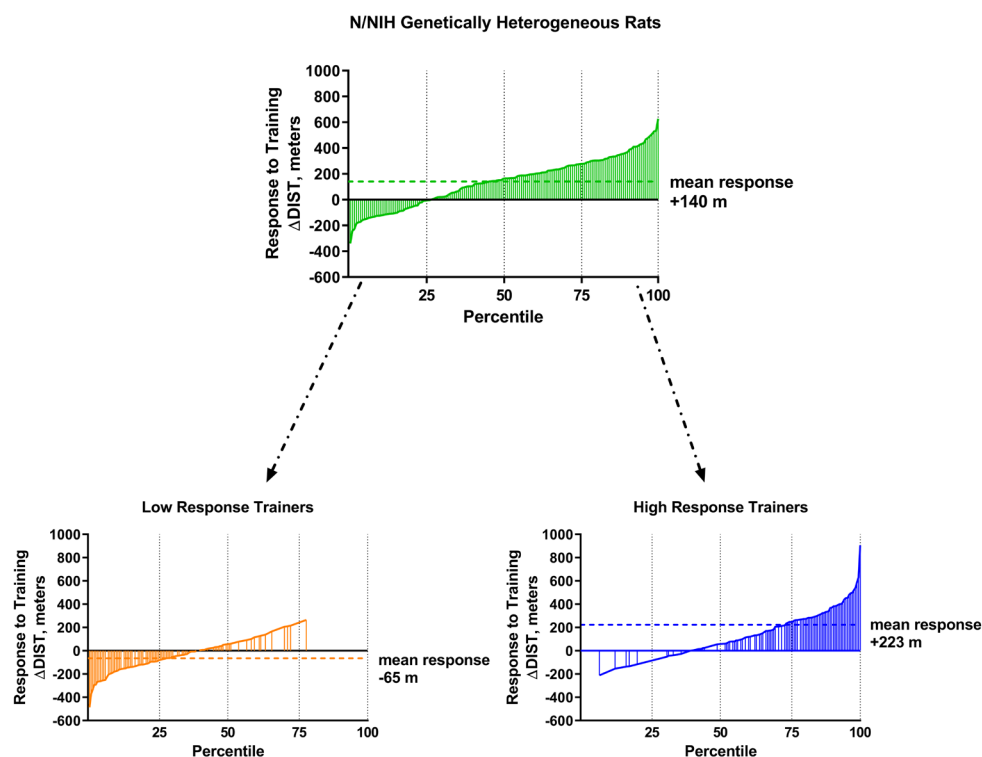 N/NIH Genetically Heterogeneous Rats
Response to Training
ΔDIST, meters
1000
800
600
400
200
0
-200
-400
-600
25
50
75
100
Percentile
mean response
+140 m
Low Response Trainers
Response to Training
ΔDIST, meters
1000
800
600
400
200
0
-200
-400
-600
25
50
75
100
Percentile
mean response
-65 m
High Response Trainers
Response to Training
ΔDIST, meters
1000
800
600
400
200
0
-200
-400
-600
25
50
75
100
Percentile
mean response
+223 m